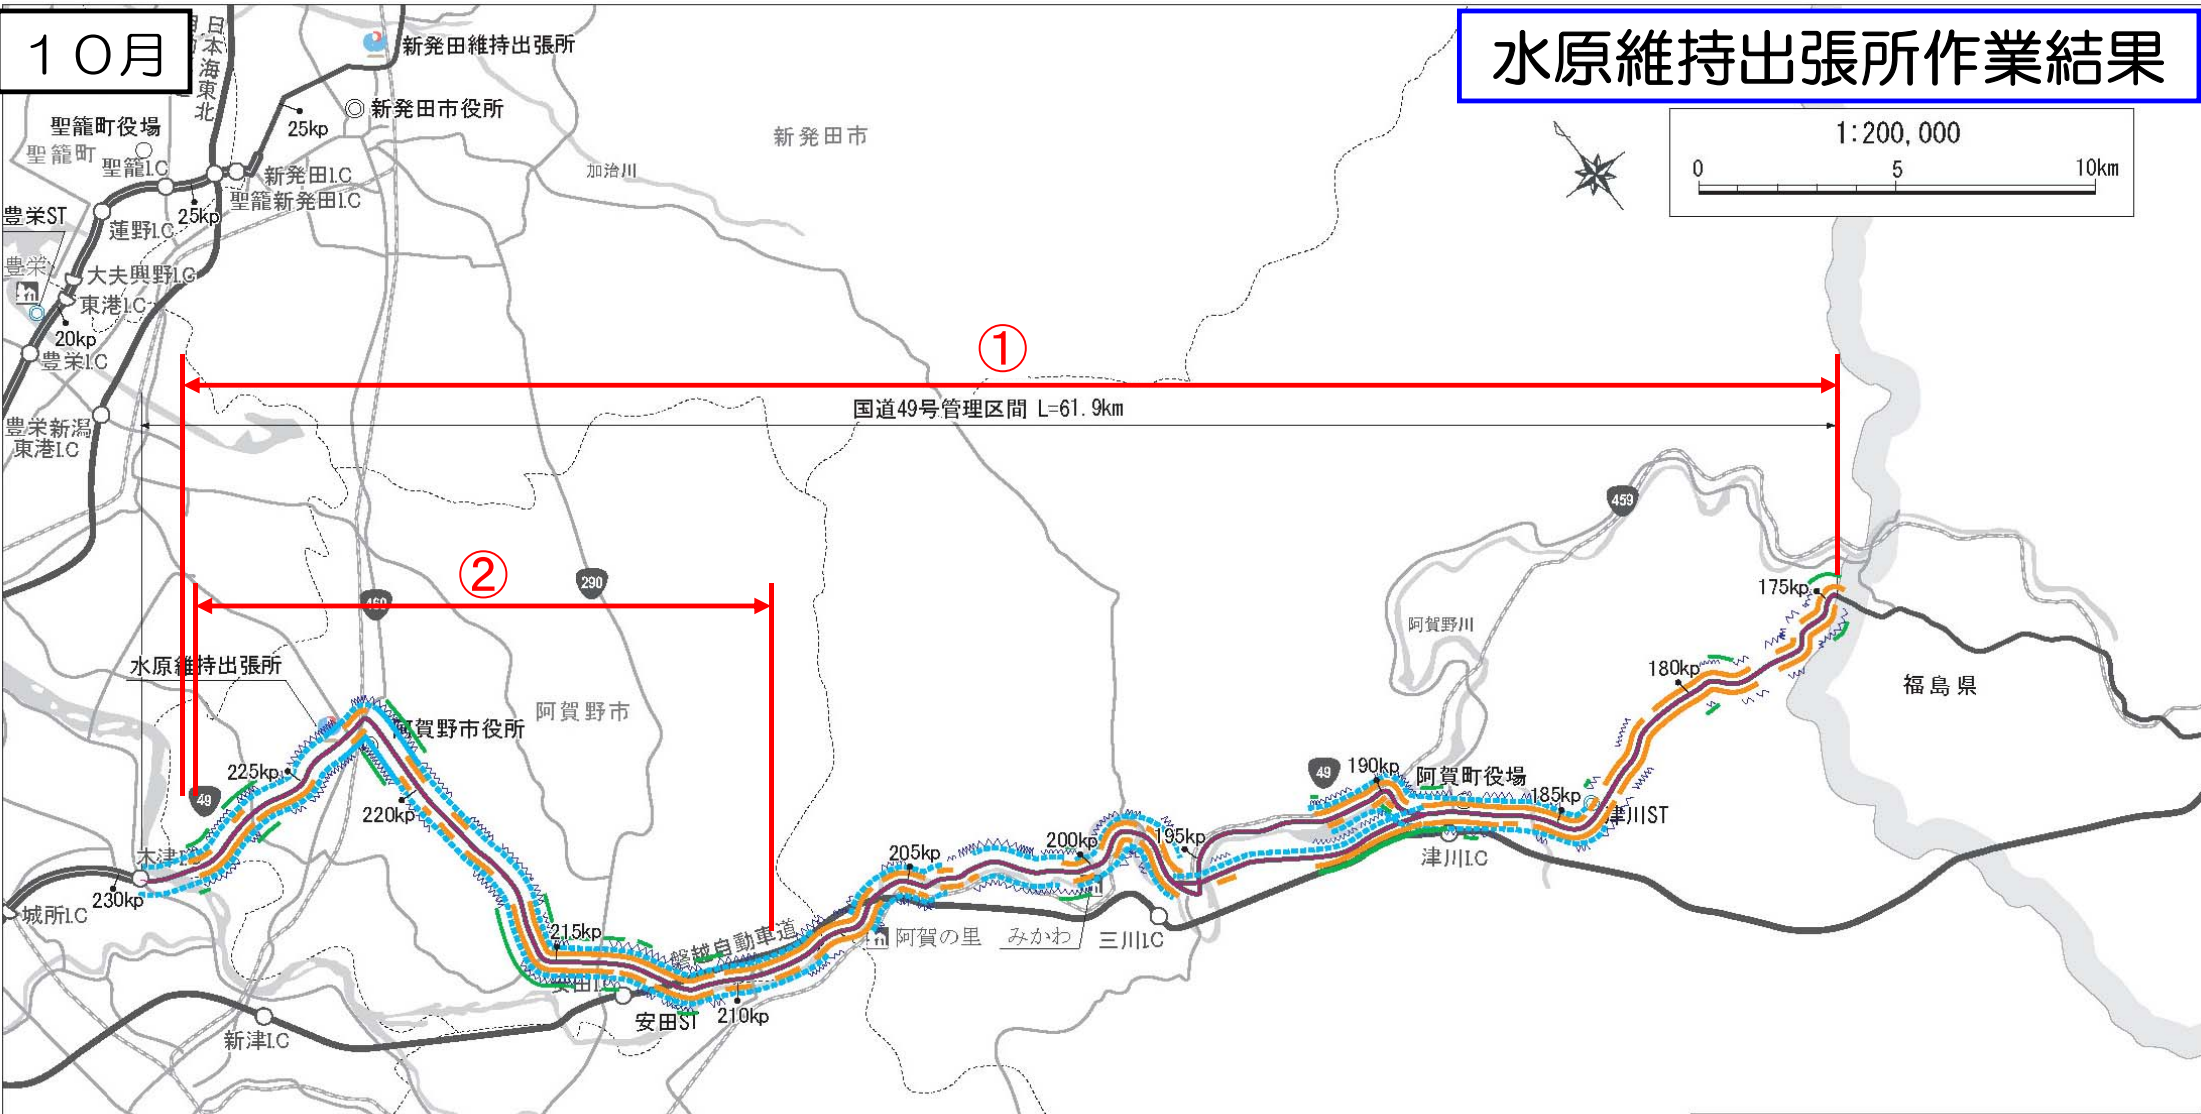 10月
水原維持出張所作業結果
日本海東北
新発田維持出張所
新発田市役所
25kp
聖籠町役場
聖籠町
聖籠I.C
新発田I.C
聖籠新発田I.C
25kp
新発田市
加治川
1:200,000
0 5 10km
豊栄ST
蓮野I.C
豊栄
大夫興野I.C
東港I.C
20kp
豊栄I.C
豊栄新潟
東港I.C
①
国道49号管理区間 L=61.9km
459
②
290
460
175kp
阿賀野川
水原維持出張所
180kp
福島県
阿賀野市
阿賀野市役所
225kp
49
220kp
49
190kp
阿賀町役場
185kp
津川ST
津川I.C
木津I.C
230kp
城所I.C
205kp
200kp
195kp
215kp
磐越自動車道
阿賀の里
みかわ
三川I.C
安田I.C
安田ST
210kp
新津I.C